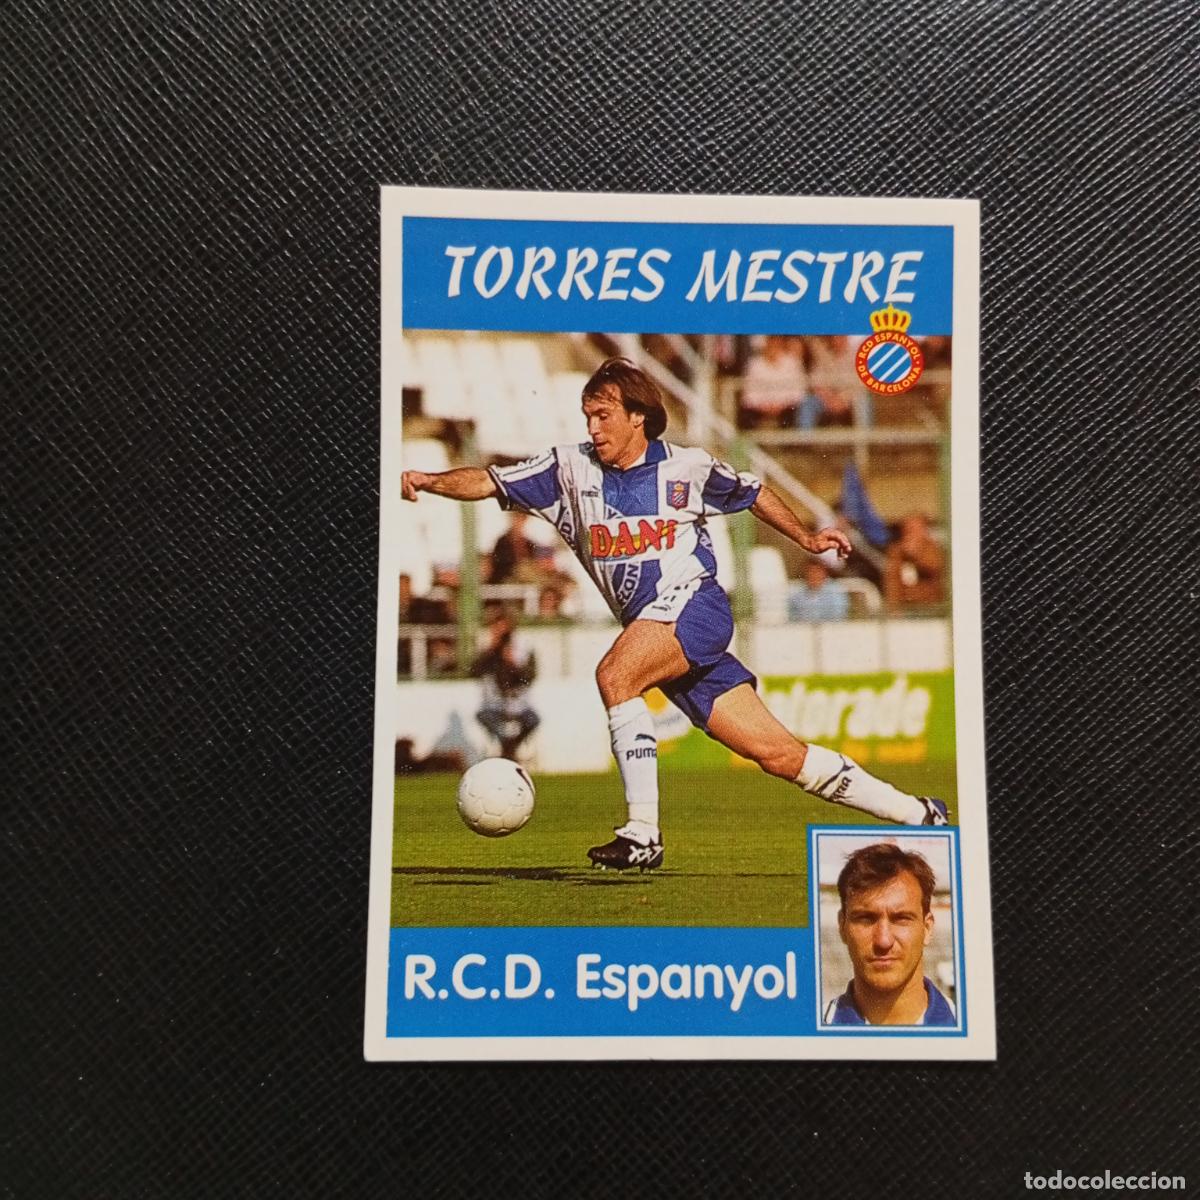 TORRES MESTRE
RCD ESPANYOL
DE BARCELONA
DANI
PUMA
R.C.D. Espanyol
todocoleccion